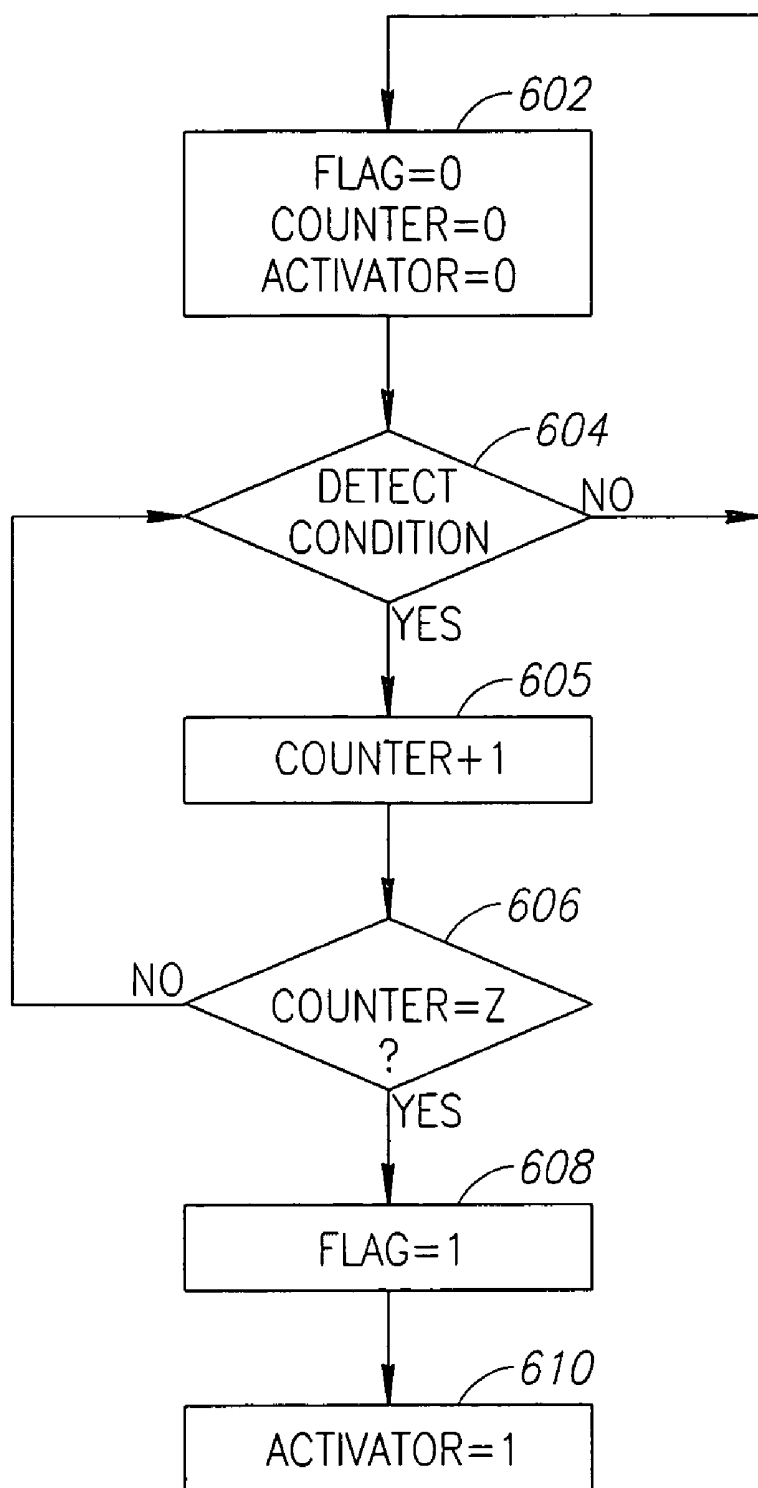 602
FLAG=0
COUNTER=0
ACTIVATOR=0
604
DETECT
CONDITION
NO
YES
605
COUNTER+1
606
NO
COUNTER=Z
?
YES
608
FLAG=1
610
ACTIVATOR=1